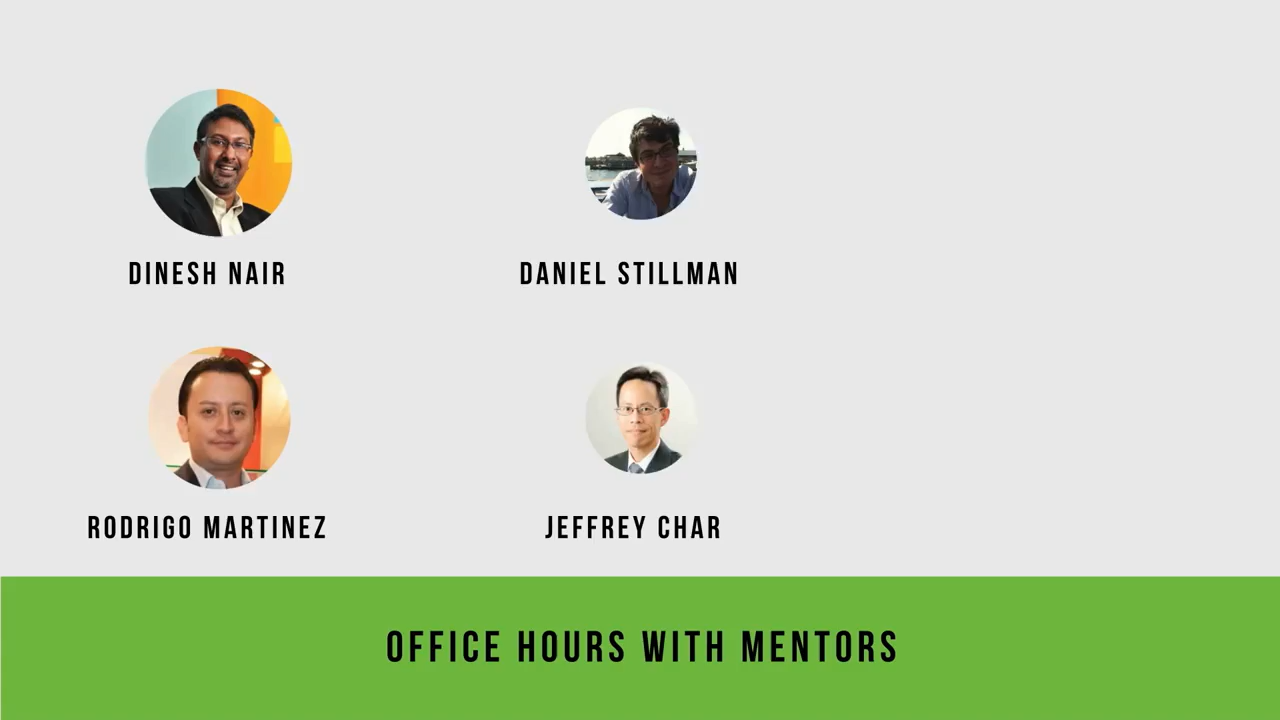 DINESH NAIR
DANIEL STILLMAN
RODRIGO MARTINEZ
JEFFREY CHAR
OFFICE HOURS WITH MENTORS